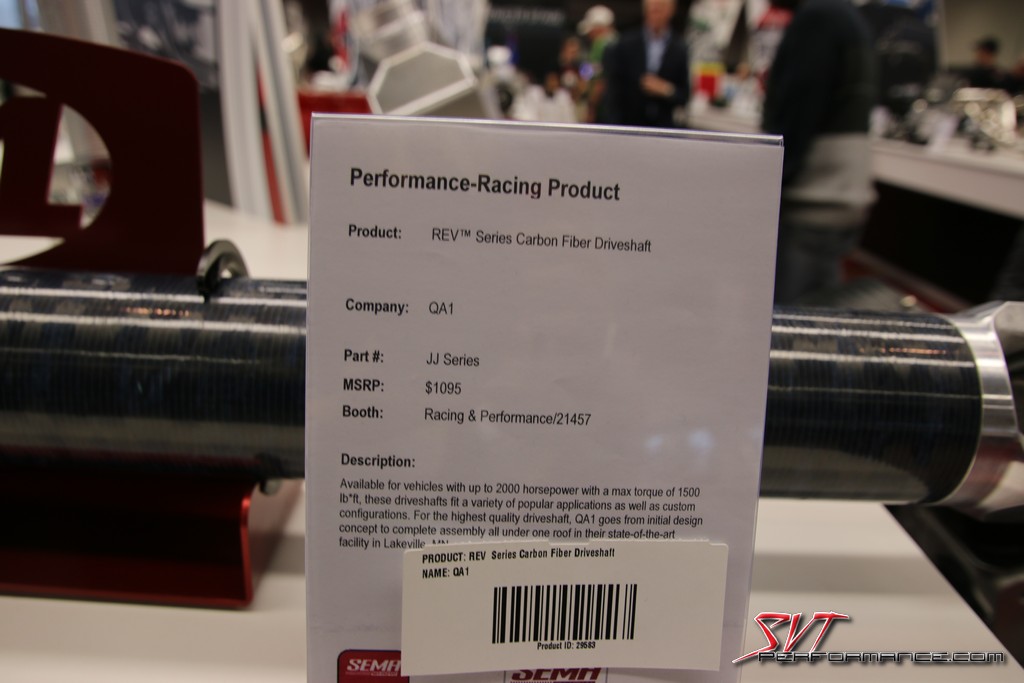 Performance-Racing Product
Product: REV™ Series Carbon Fiber Driveshaft
Company: QA1
Part #: JJ Series
MSRP: $1095
Booth: Racing & Performance/21457
Description:
Available for vehicles with up to 2000 horsepower with a max torque of 1500
lb*ft, these driveshafts fit a variety of popular applications as well as custom
configurations. For the highest quality driveshaft, QA1 goes from initial design
concept to complete assembly all under one roof in their state-of-the-art
facility in Lakeville, MN
PRODUCT: REV Series Carbon Fiber Driveshaft
NAME: QA1
Product ID: 29583
SEMA
SEMA
SVT
PERFORMANCE.COM
1